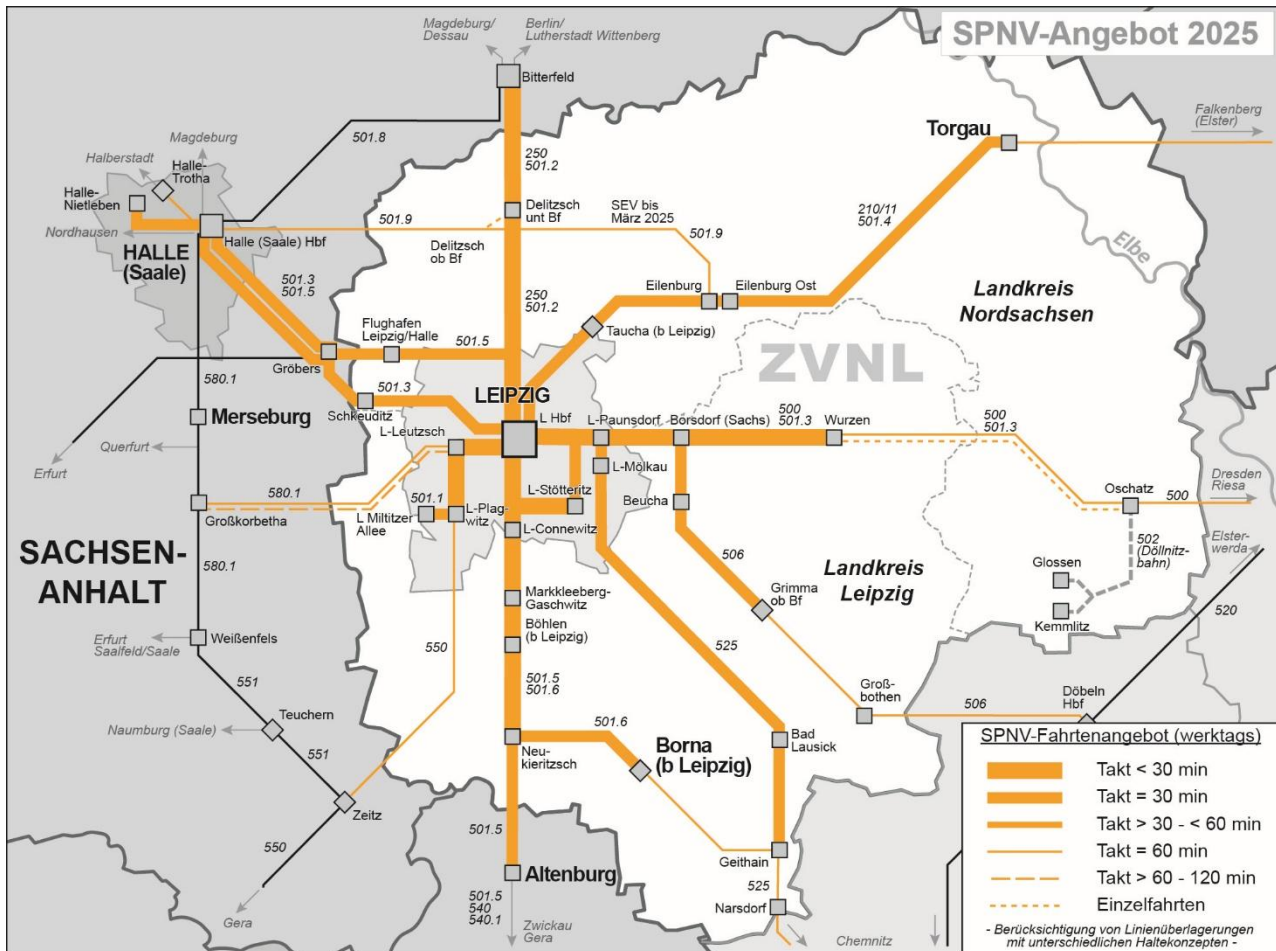 SPNV-Angebot 2025
Magdeburg/
Dessau
Berlin/
Lutherstadt Wittenberg
Bitterfeld
501.8
Magdeburg
Halberstadt
Halle-
Trotha
Halle-
Nietleben
Nordhausen
Halle (Saale) Hbf
HALLE
(Saale)
250
501.2
Delitzsch
unt Bf
501.9
Delitzsch
ob Bf
SEV bis
März 2025
501.9
Torgau
Falkenberg
(Elster)
210/11
501.4
Elbe
501.3
501.5
250
501.2
Eilenburg
Eilenburg Ost
Landkreis
Nordsachsen
Flughafen
Leipzig/Halle
501.5
Taucha (b Leipzig)
ZVNL
Gröbers
580.1
501.3
Schkeuditz
LEIPZIG
L Hbf
L-Leutzsch
L-Paunsdorf
Borsdorf (Sachs)
500
501.3
Wurzen
500
501.3
Merseburg
Querfurt
Erfurt
L-Mölkau
Beucha
L-Stötteritz
Oschatz
Dresden
Riesa
500
580.1
Großkorbetha
501.1
L Miltitzer
Allee
L-Plag-
witz
L-Connewitz
502
(Döllnitz-
bahn)
Elster-
werda
SACHSEN-
ANHALT
580.1
506
Glossen
Kemmlitz
Landkreis
Leipzig
Grimma
ob Bf
520
Markkleeberg-
Gaschwitz
Böhlen
(b Leipzig)
Weißenfels
Erfurt
Saalfeld/Saale
550
525
551
501.5
501.6
Groß-
bothen
506
Döbeln
Hbf
Teuchern
Naumburg (Saale)
551
501.6
Neu-
kieritzsch
Borna
(b Leipzig)
Bad
Lausick
Zeitz
550
Gera
501.5
Altenburg
501.5
540
540.1
Zwickau
Gera
Geithain
525
Narsdorf
Chemnitz
SPNV-Fahrtenangebot (werktags)
Takt < 30 min
Takt = 30 min
Takt > 30 - < 60 min
Takt = 60 min
Takt > 60 - 120 min
Einzelfahrten
- Berücksichtigung von Linienüberlagerungen
mit unterschiedlichen Haltekonzepten -